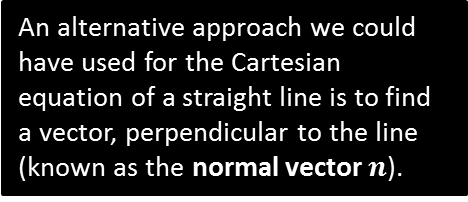 An alternative approach we could
have used for the Cartesian
equation of a straight line is to find
a vector, perpendicular to the line
(known as the normal vector n).